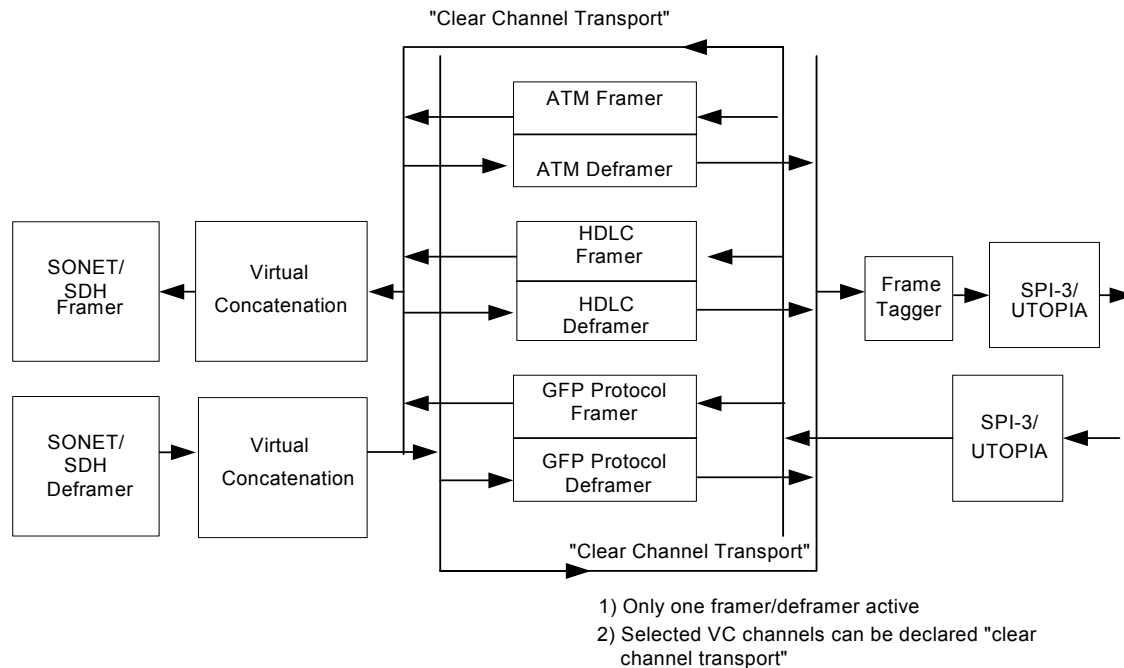 "Clear Channel Transport"
ATM Framer
ATM Deframer
HDLC
Framer
HDLC
Deframer
GFP Protocol
Framer
GFP Protocol
Deframer
SONET/
SDH
Framer
Virtual
Concatenation
Frame
Tagger
SPI-3/
UTOPIA
SONET/
SDH
Deframer
Virtual
Concatenation
SPI-3/
UTOPIA
"Clear Channel Transport"
1) Only one framer/deframer active
2) Selected VC channels can be declared "clear
channel transport"